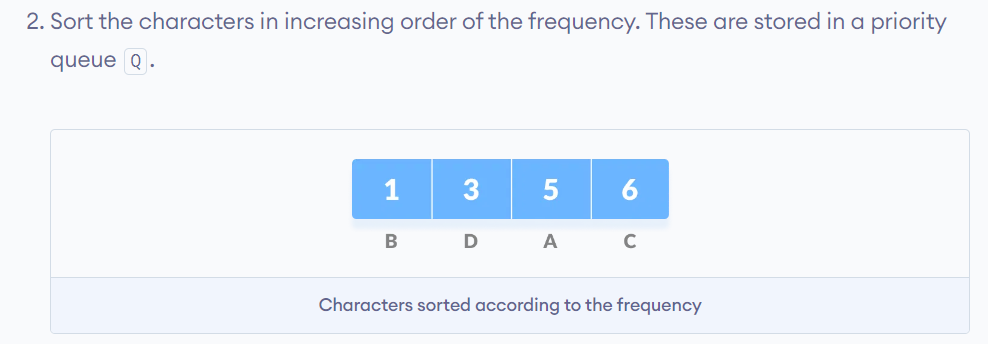 2. Sort the characters in increasing order of the frequency. These are stored in a priority
queue Q.
1 3 5 6
B D A C
Characters sorted according to the frequency